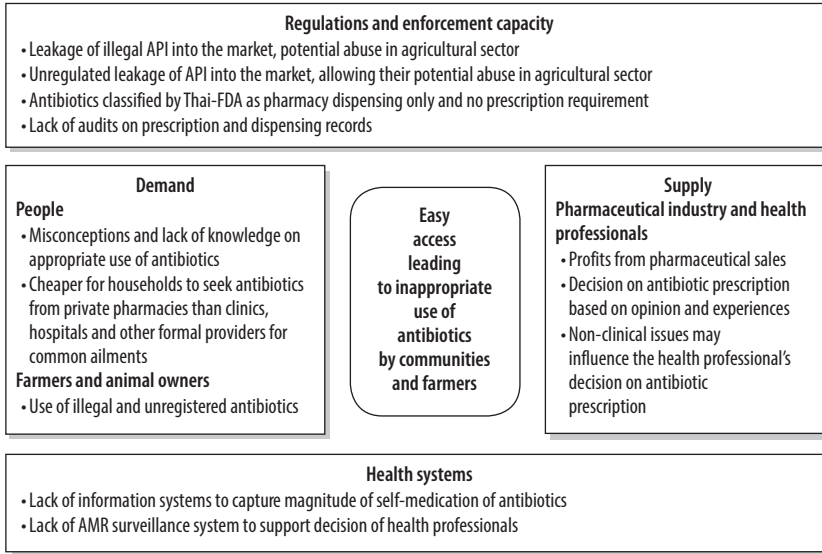 Regulations and enforcement capacity
• Leakage of illegal API into the market, potential abuse in agricultural sector
• Unregulated leakage of API into the market, allowing their potential abuse in agricultural sector
• Antibiotics classified by Thai-FDA as pharmacy dispensing only and no prescription requirement
• Lack of audits on prescription and dispensing records
Demand
People
• Misconceptions and lack of knowledge on
appropriate use of antibiotics
• Cheaper for households to seek antibiotics
from private pharmacies than clinics,
hospitals and other formal providers for
common ailments
Farmers and animal owners
• Use of illegal and unregistered antibiotics
Easy
access
leading
to inappropriate
use of
antibiotics
by communities
and farmers
Supply
Pharmaceutical industry and health
professionals
• Profits from pharmaceutical sales
• Decision on antibiotic prescription
based on opinion and experiences
• Non-clinical issues may
influence the health professional's
decision on antibiotic
prescription
Health systems
• Lack of information systems to capture magnitude of self-medication of antibiotics
• Lack of AMR surveillance system to support decision of health professionals